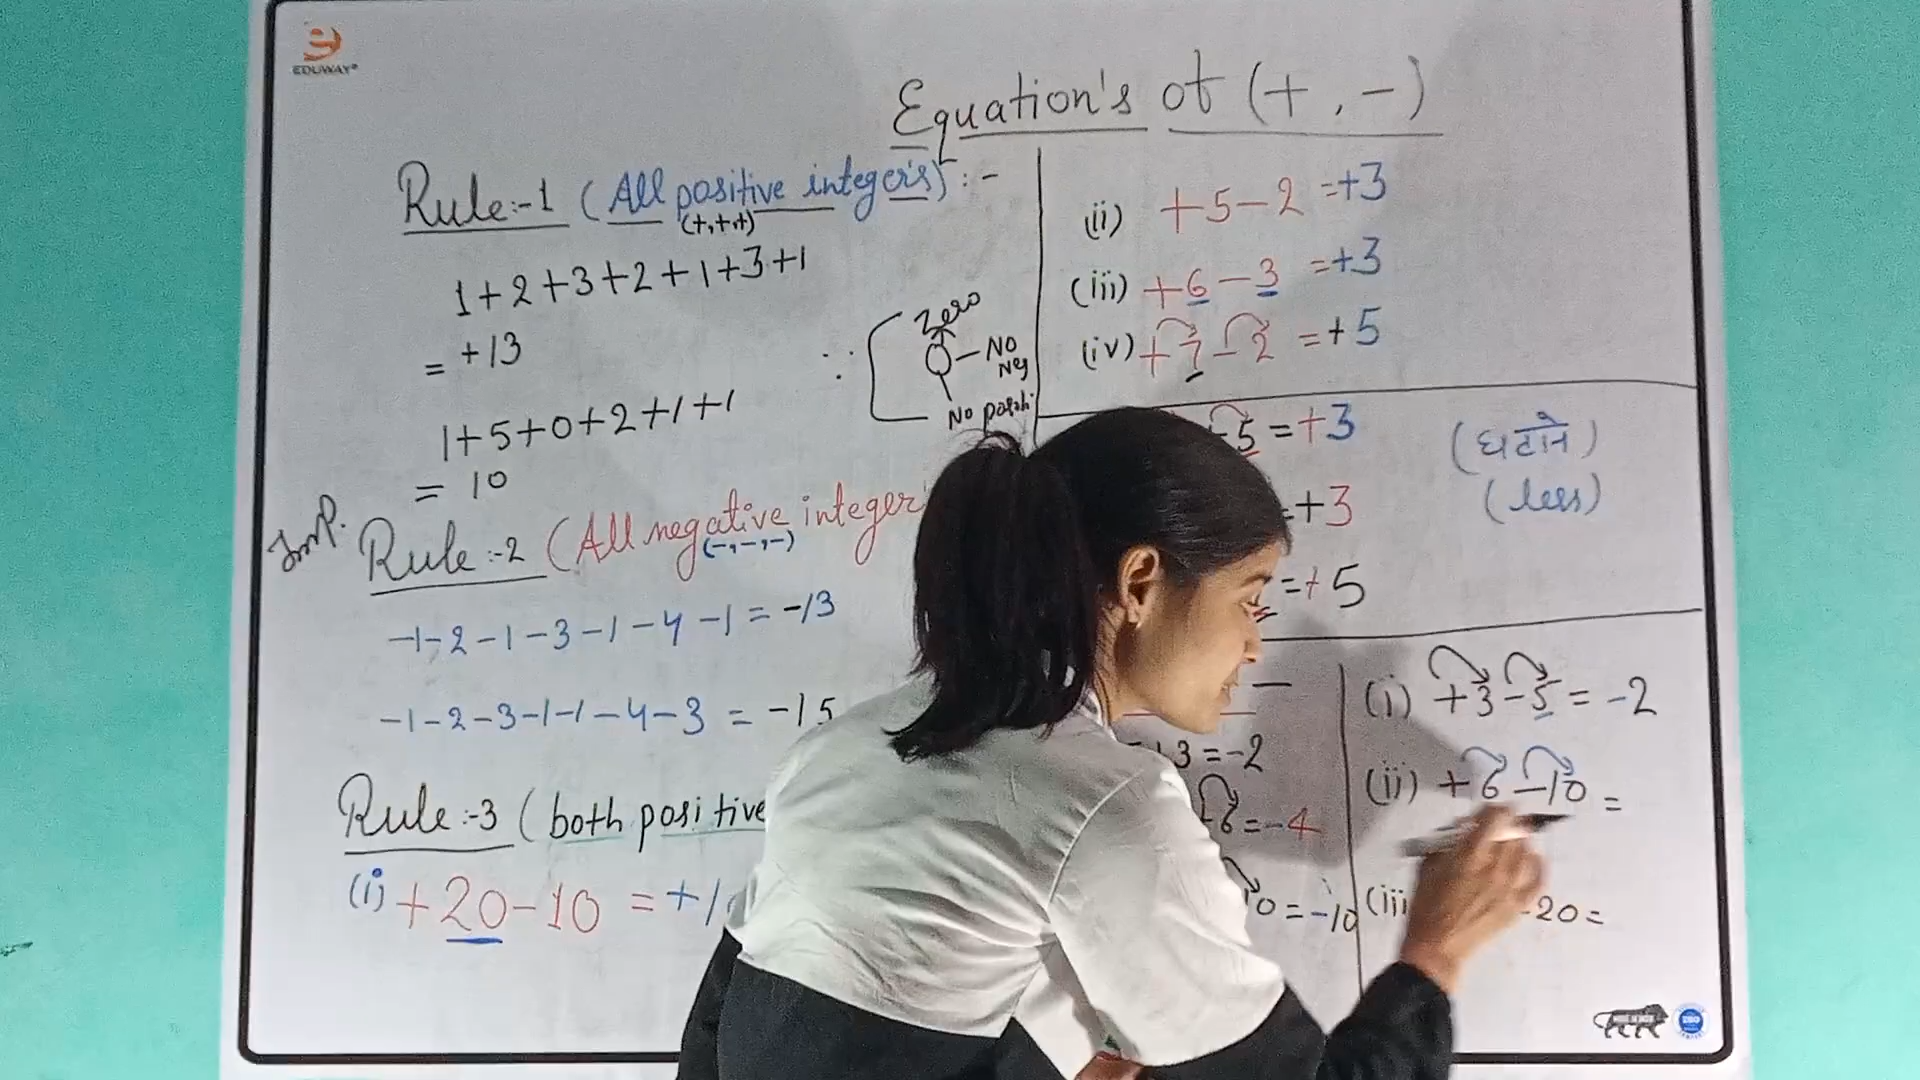 EDUWAY
Equation's of (+, -)
Rule:-1 (All positive integers) :-
(+,+,+)
1+2+3+2+1+3+1
= +13
1+5+0+2+1+1
= 10
Zero
No
Neg
No
Imp.
Rule:-2 (All negative integer
(-,-,-)
-1-2-1-3-1-4-1 = -13
-1-2-3-1-1-4-3 = -15
Rule:-3 (both positive
(i) +20-10 = +1
(ii) +5-2 =+3
(iii) +6-3 =+3
(iv) +7-2 =+5
-5 =+3
=+3
=+5
(घटाने)
(less)
+3 =-2
6 =-4
0 =-10
(i) +3-5 = -2
(ii) +6-10 =
(iii
-20=